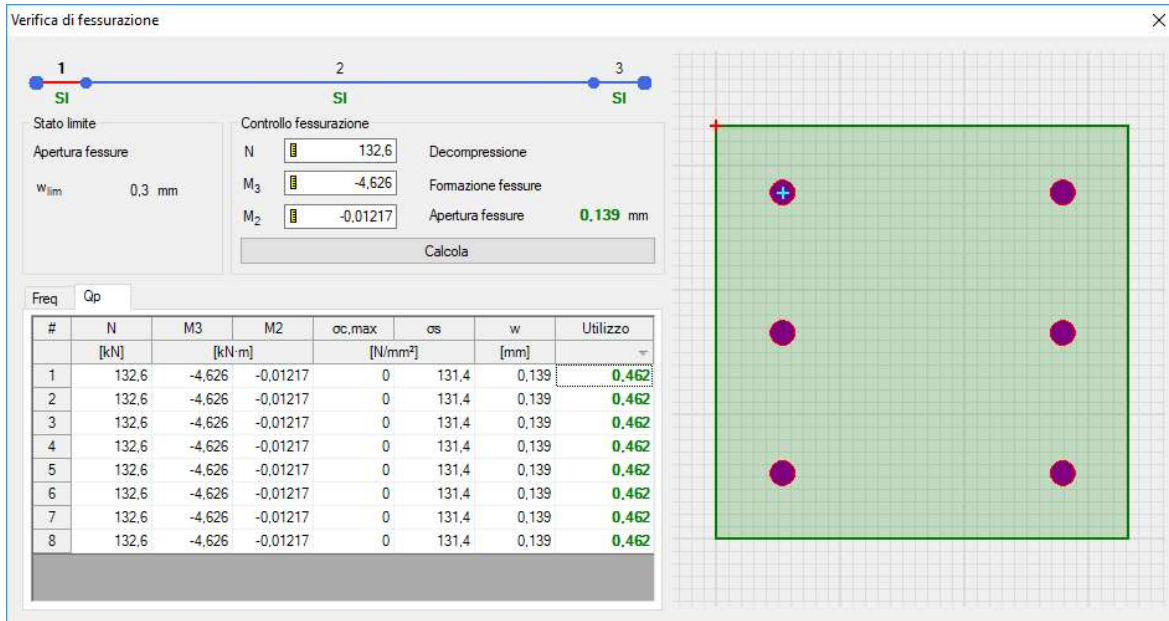 Verifica di fessurazione
1 2 3
SI SI SI
Stato limite
Apertura fessure
wlim 0,3 mm
Controllo fessurazione
N 132,6 Decompressione
M3 -4,626 Formazione fessure
M2 -0,01217 Apertura fessure 0,139 mm
Calcola
Freq Qp
# N M3 M2 σc,max σs w Utilizzo
[kN] [kN·m] [N/mm²] [mm]
1 132,6 -4,626 -0,01217 0 131,4 0,139 0,462
2 132,6 -4,626 -0,01217 0 131,4 0,139 0,462
3 132,6 -4,626 -0,01217 0 131,4 0,139 0,462
4 132,6 -4,626 -0,01217 0 131,4 0,139 0,462
5 132,6 -4,626 -0,01217 0 131,4 0,139 0,462
6 132,6 -4,626 -0,01217 0 131,4 0,139 0,462
7 132,6 -4,626 -0,01217 0 131,4 0,139 0,462
8 132,6 -4,626 -0,01217 0 131,4 0,139 0,462